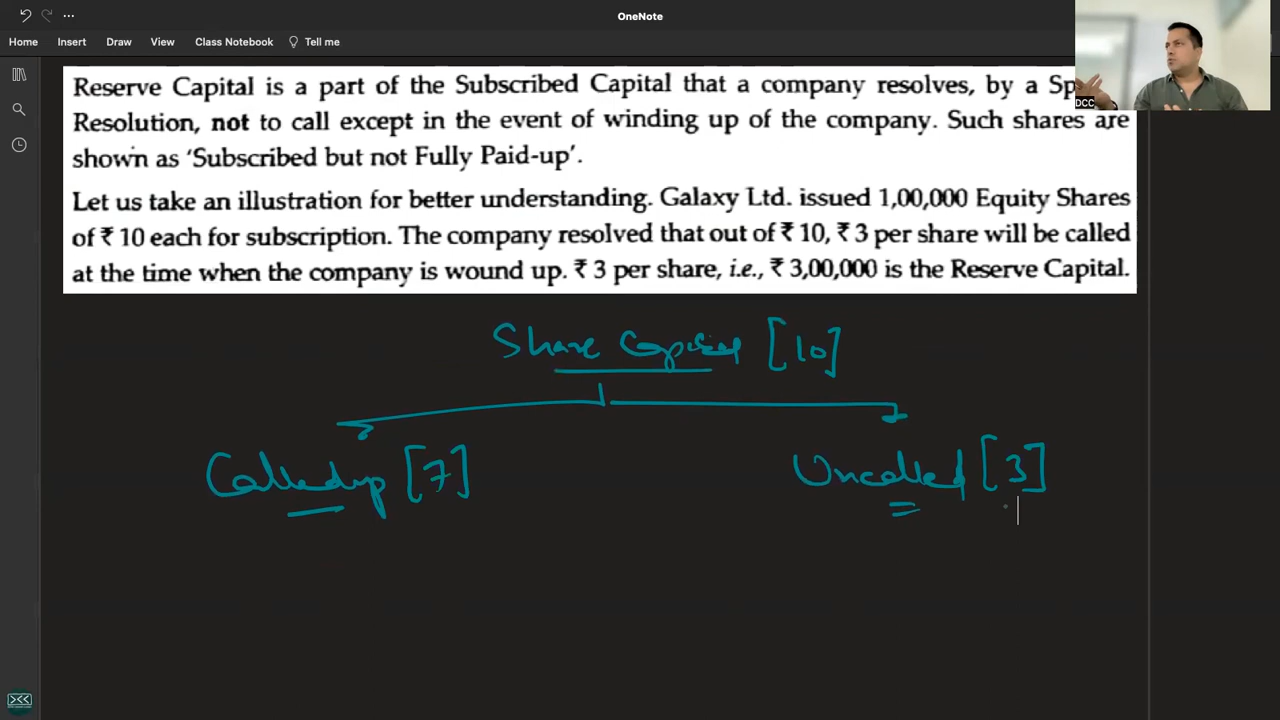 OneNote
Home Insert Draw View Class Notebook Tell me
DCC
Reserve Capital is a part of the Subscribed Capital that a company resolves, by a Sp
Resolution, not to call except in the event of winding up of the company. Such shares are
shown as ‘Subscribed but not Fully Paid-up’.
Let us take an illustration for better understanding. Galaxy Ltd. issued 1,00,000 Equity Shares
of ₹ 10 each for subscription. The company resolved that out of ₹ 10, ₹ 3 per share will be called
at the time when the company is wound up. ₹ 3 per share, i.e., ₹ 3,00,000 is the Reserve Capital.
Share Capital [10]
Calledup [7] Uncalled [3]